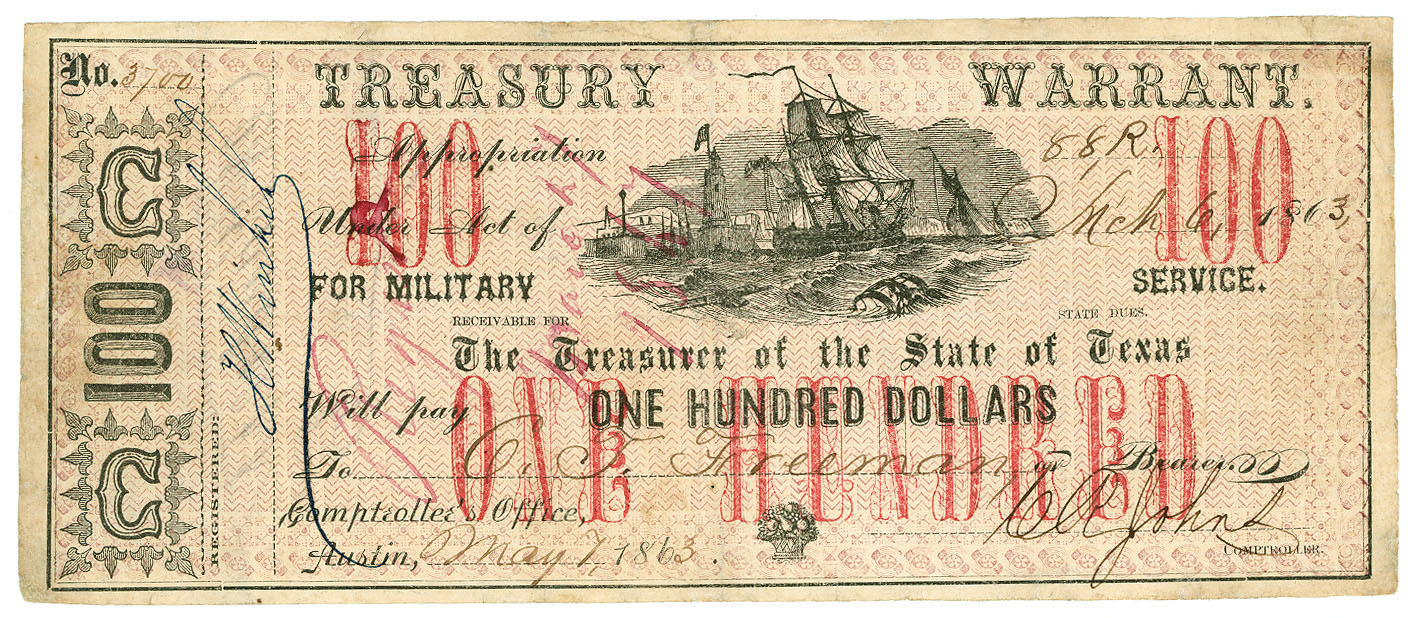 No. 3700
TREASURY WARRANT.
100 Appropriation 88R. 100
Under Act of Mch 6, 1863
FOR MILITARY SERVICE.
RECEIVABLE FOR STATE DUES.
The Treasurer of the State of Texas
Will pay ONE HUNDRED DOLLARS
ONE HUNDRED
To C. T. Freeman or Bearer
Comptroller's Office,
C R Johns
COMPTROLLER.
Austin, May 7, 1863.
C 100 C
REGISTERED: